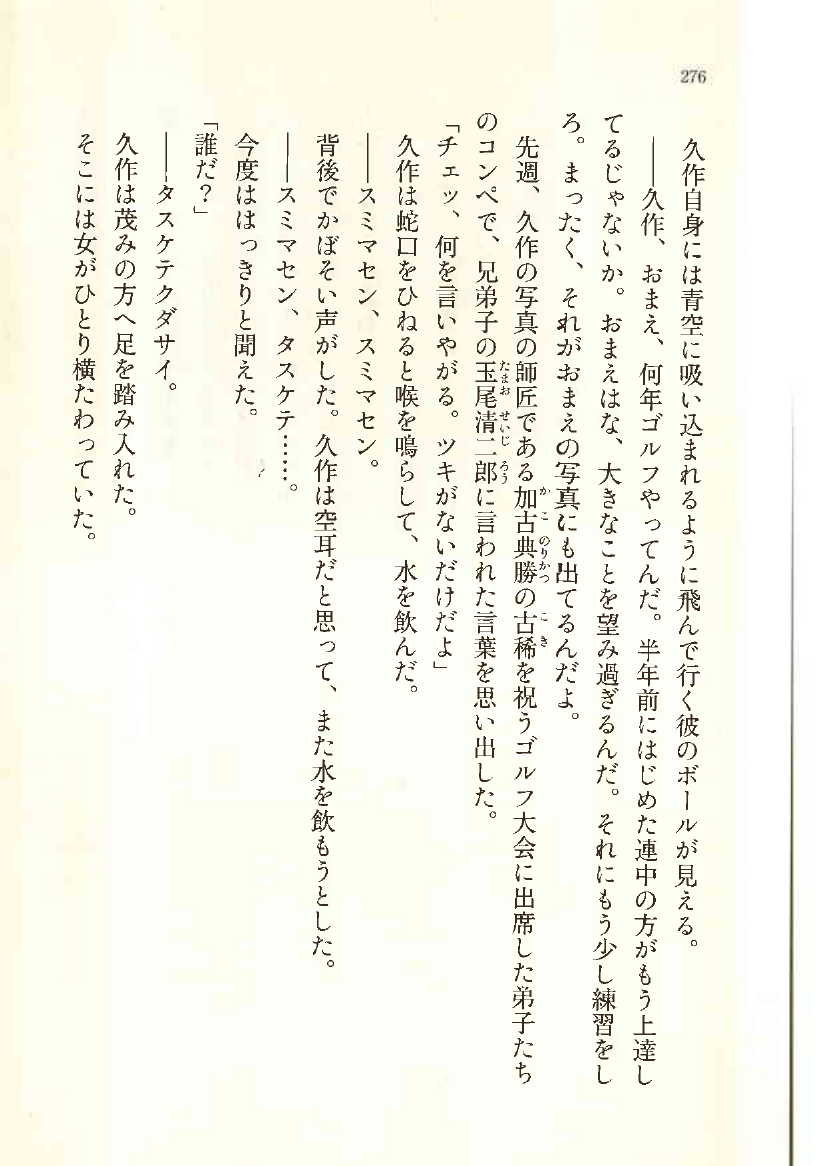 276
久作自身には青空に吸い込まれるように飛んで行く彼のボールが見える。
――久作、おまえ、何年ゴルフやってんだ。半年前にはじめた連中の方がもう上達し
てるじゃないか。おまえはな、大きなことを望み過ぎるんだ。それにもう少し練習をし
ろ。まったく、それがおまえの写真にも出てるんだよ。
先週、久作の写真の師匠である加古典勝の古稀を祝うゴルフ大会に出席した弟子たち
のコンペで、兄弟子の玉尾清二郎に言われた言葉を思い出した。
「チェッ、何を言いやがる。ツキがないだけだよ」
久作は蛇口をひねると喉を鳴らして、水を飲んだ。
――スミマセン、スミマセン。
背後でかぼそい声がした。久作は空耳だと思って、また水を飲もうとした。
――スミマセン、タスケテ……。
今度ははっきりと聞えた。
「誰だ？」
――タスケテクダサイ。
久作は茂みの方へ足を踏み入れた。
そこには女がひとり横たわっていた。